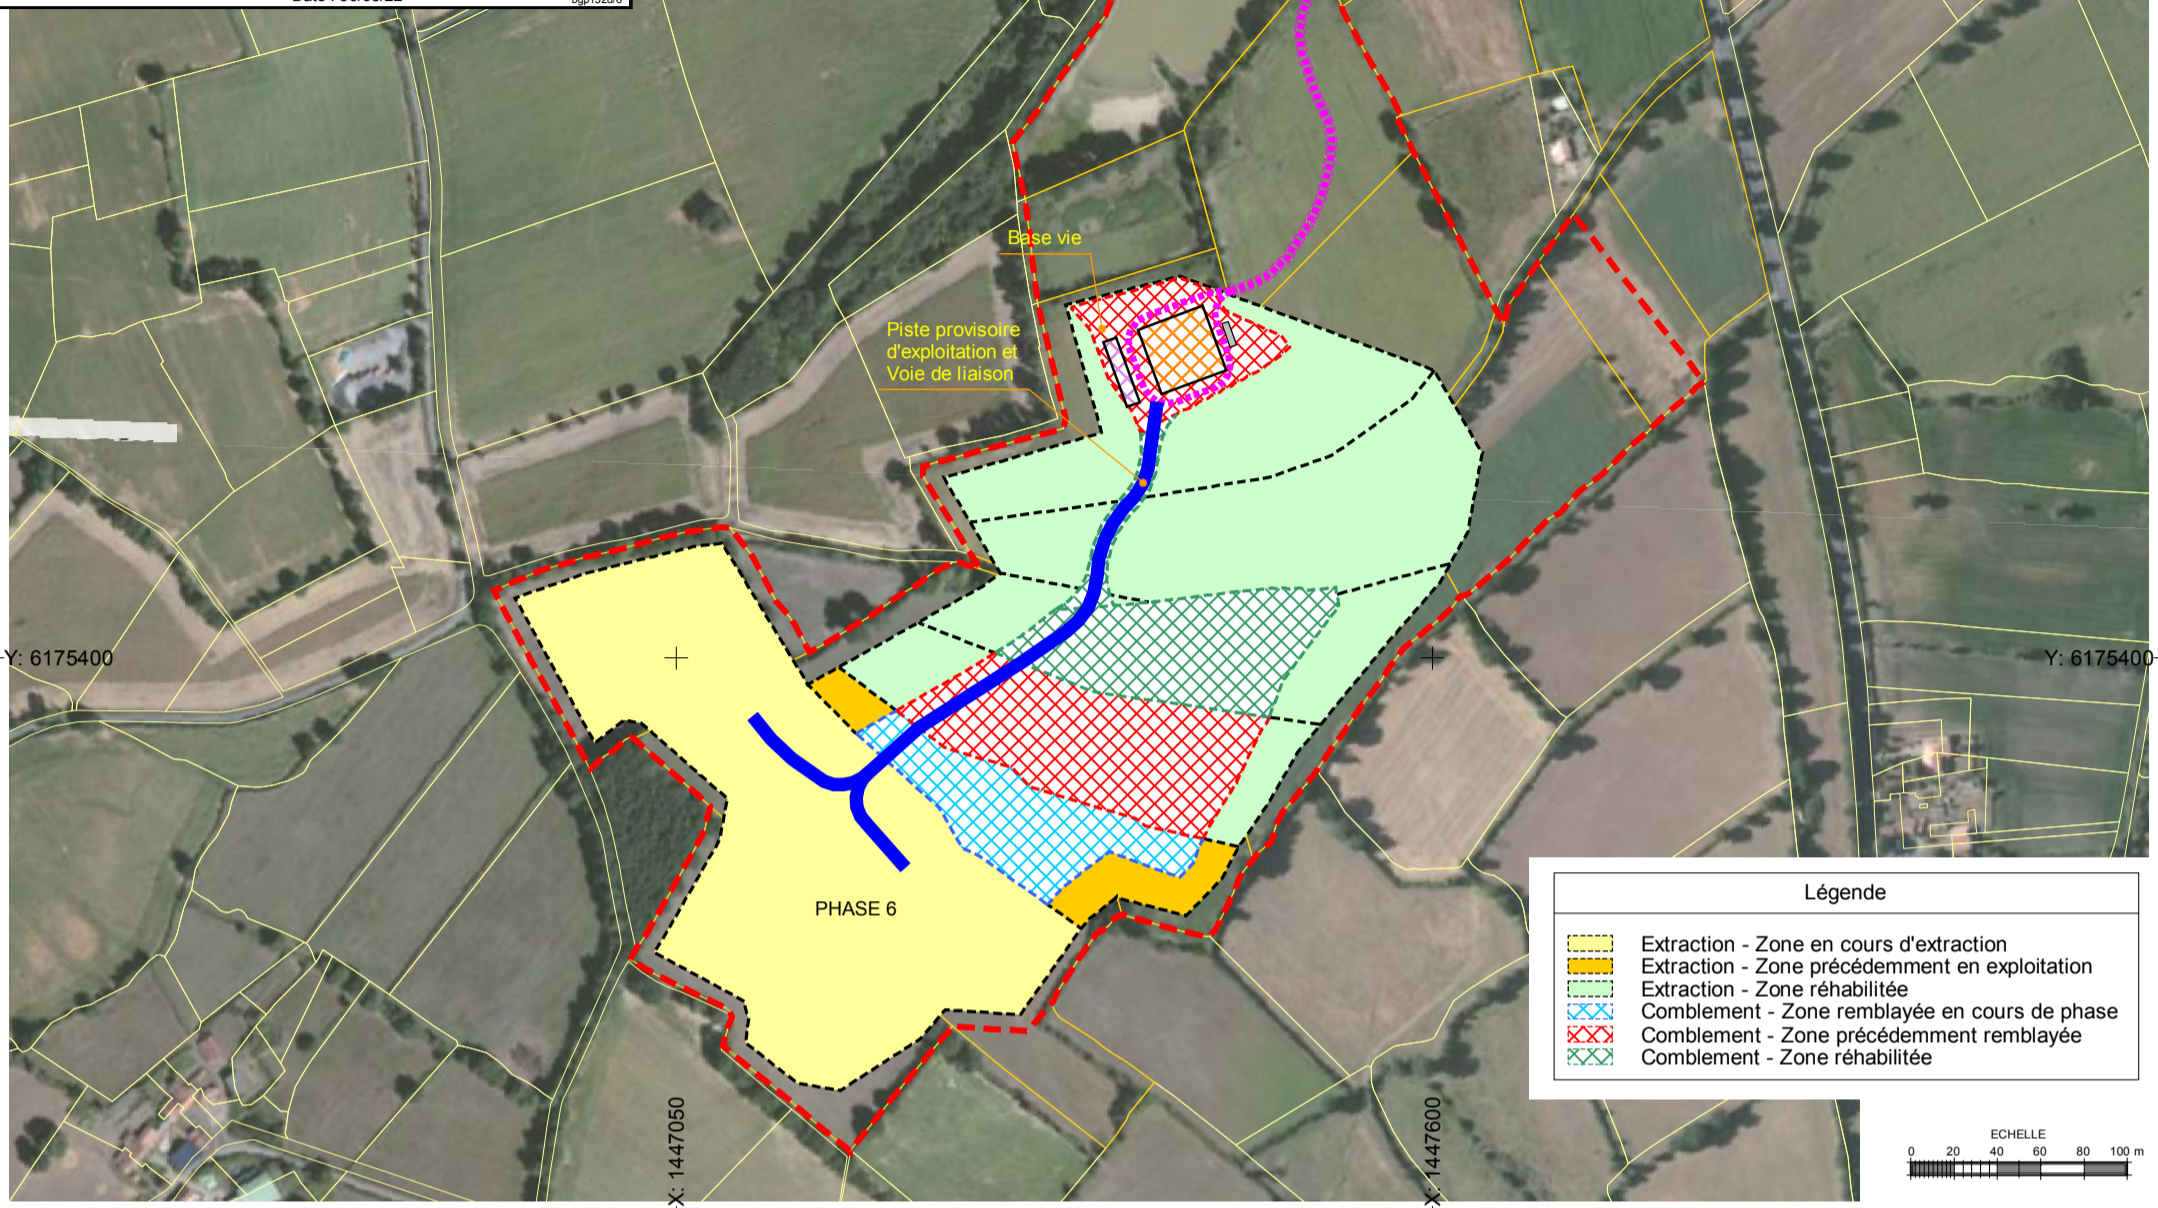 Base vie
Piste provisoire
d'exploitation et
Voie de liaison
Y: 6175400
Y: 6175400
PHASE 6
X: 1447050
X: 1447600
Légende
Extraction - Zone en cours d'extraction
Extraction - Zone précédemment en exploitation
Extraction - Zone réhabilitée
Comblement - Zone remblayée en cours de phase
Comblement - Zone précédemment remblayée
Comblement - Zone réhabilitée
ECHELLE
0 20 40 60 80 100 m